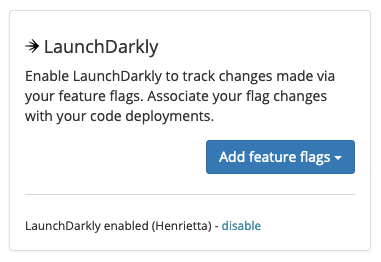 LaunchDarkly
Enable LaunchDarkly to track changes made via
your feature flags. Associate your flag changes
with your code deployments.
Add feature flags
LaunchDarkly enabled (Henrietta) - disable